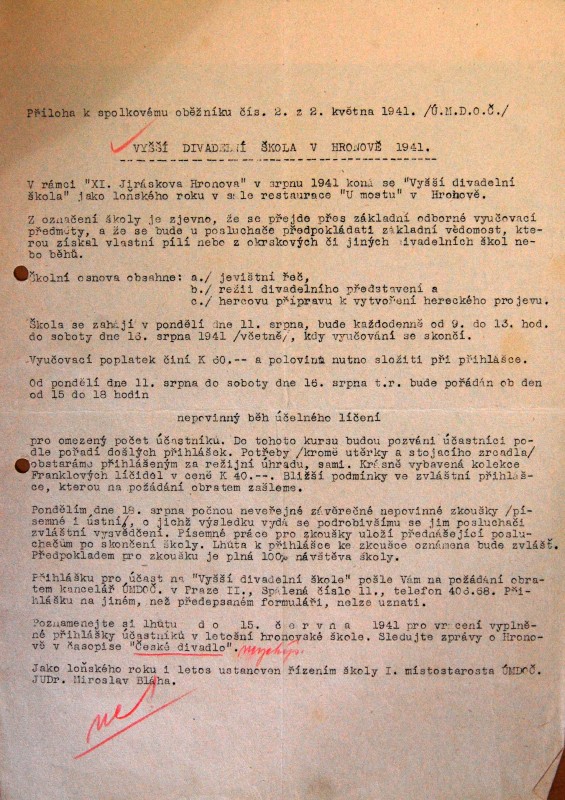 Příloha k spolkovému oběžníku čís. 2. z 2. května 1941. /Ú.M.D.O.Č./
VYŠŠÍ DIVADELNÍ ŠKOLA V HRONOVĚ 1941.
V rámci "XI. Jiráskova Hronova" v srpnu 1941 koná se "Vyšší divadelní
škola" jako loňského roku v sále restaurace "U mostu" v Hronově.
Z označení školy je zjevno, že se přejde přes základní odborné vyučovací
předměty, a že se bude u posluchače předpokládati základní vědomost, kte-
rou získal vlastní pílí nebo z okrskových či jiných divadelních škol ne-
bo běhů.
Školní osnova obsahne: a./ jevištní řeč,
b./ režii divadelního představení a
c./ hercovu přípravu k vytvoření hereckého projevu.
Škola se zahájí v pondělí dne 11. srpna, bude každodenně od 9. do 13. hod.
do soboty dne 16. srpna 1941 /včetně/, kdy vyučování se skončí.
Vyučovací poplatek činí K 60.-- a polovinu nutno složiti při přihlášce.
Od pondělí dne 11. srpna do soboty dne 16. srpna t.r. bude pořádán ob den
od 15 do 18 hodin
nepovinný běh účelného líčení
pro omezený počet účastníků. Do tohoto kursu budou pozváni účastníci po-
dle pořadí došlých přihlášek. Potřeby /kromě utěrky a stojacího zrcadla/
obstaráme přihlášeným za režijní úhradu, sami. Krásně vybavená kolekce
Franklových líčidel v ceně K 40.--. Bližší podmínky ve zvláštní přihláš-
ce, kterou na požádání obratem zašleme.
Pondělím dne 18. srpna počnou neveřejné závěrečné nepovinné zkoušky /pí-
semné i ústní/, o jichž výsledku vydá se podrobivšímu se jim posluchači
zvláštní vysvědčení. Písemné práce pro zkoušky uloží přednášející poslu-
chačům po skončení školy. Lhůta k přihlášce ke zkoušce oznámena bude zvlášť.
Předpokladem pro zkoušku je plná 100% návštěva školy.
Přihlášku pro účast na "Vyšší divadelní škole" pošle Vám na požádání obra-
tem kancelář ÚMDOČ. v Praze II., Spálená číslo 11., telefon 406.68. Při-
hlášku na jiném, než předepsaném formuláři, nelze uznati.
Poznamenejte si lhůtu do 15. června 1941 pro vrácení vyplně-
né přihlášky účastníků v letošní hronovské škole. Sledujte zprávy o Hrono-
vě v časopise "České divadlo".
Jako loňského roku i letos ustanoven řízením školy I. místostarosta ÚMDOČ.
JUDr. Miroslav Bláha.
ne!